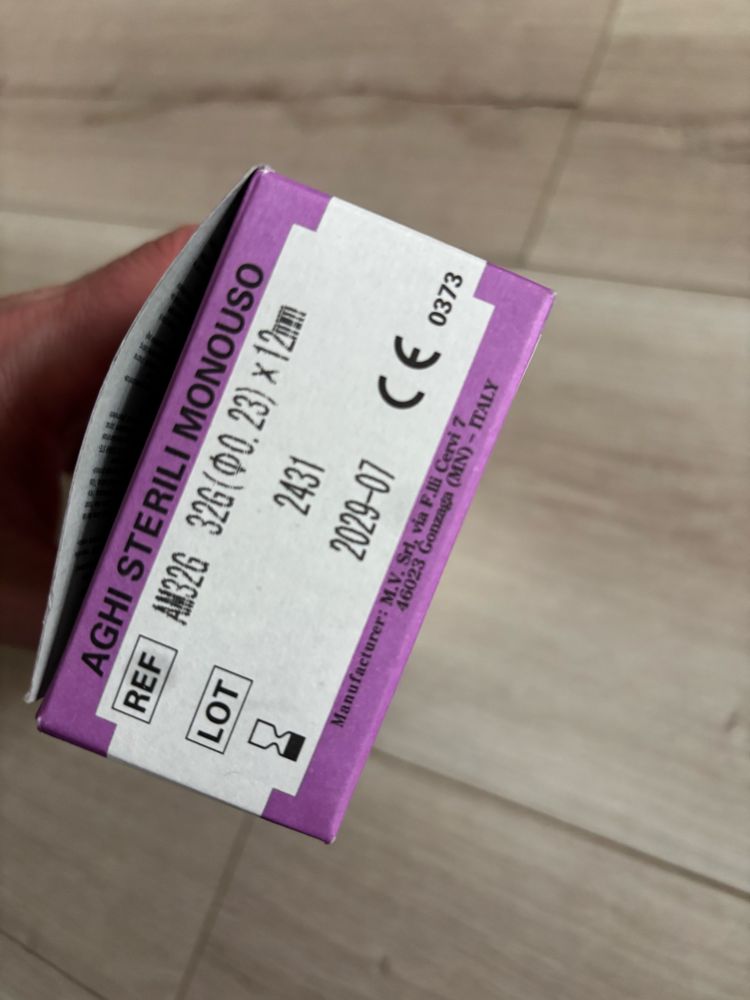 AGHI STERILI MONOUSO
REF AM32G 32G(Φ0.23) x 12mm
LOT 2431
2029-07
CE 0373
Manufacturer: M.V. Srl, via F.lli Cervi 7
46023 Gonzaga (MN) - ITALY